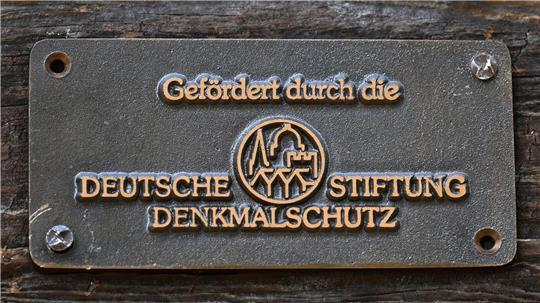 Gefördert durch die
DEUTSCHE STIFTUNG
DENKMALSCHUTZ